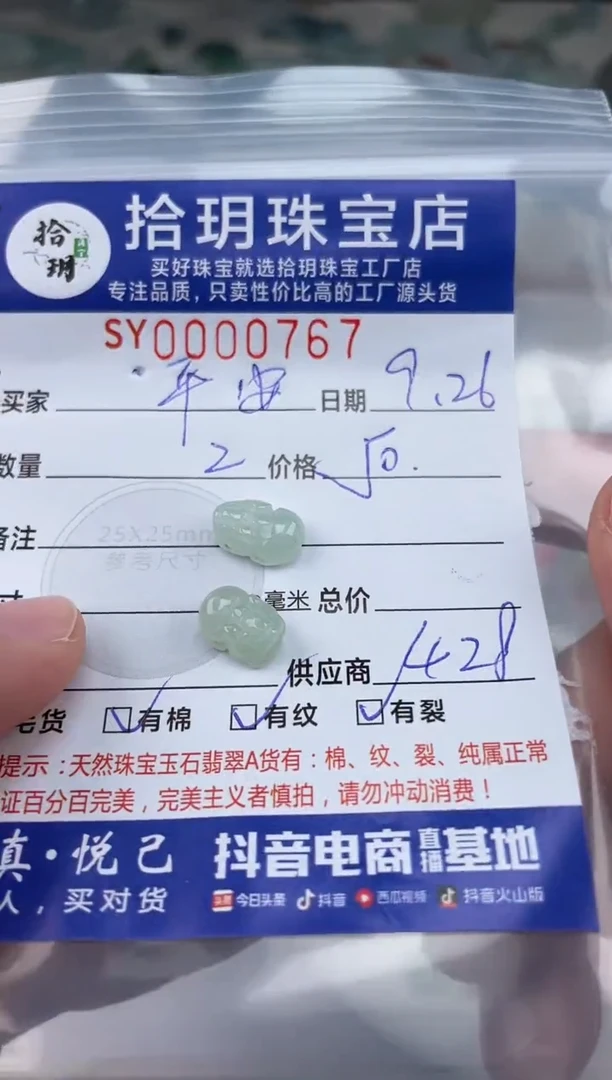 拾玥
拾玥珠宝店
买好珠宝就选拾玥珠宝工厂店
专注品质，只卖性价比高的工厂源头货
SY0000767
买家 平安 日期 9.26
数量 2 价格 50.
备注
25X25mm
参考尺寸
寸 毫米 总价
供应商 428
毛货 有棉 有纹 有裂
提示：天然珠宝玉石翡翠A货有：棉、纹、裂、纯属正常
证百分百完美，完美主义者慎拍，请勿冲动消费！
真·悦己 抖音电商直播基地
人，买对货 头条 今日头条 抖音 西瓜视频 抖音火山版